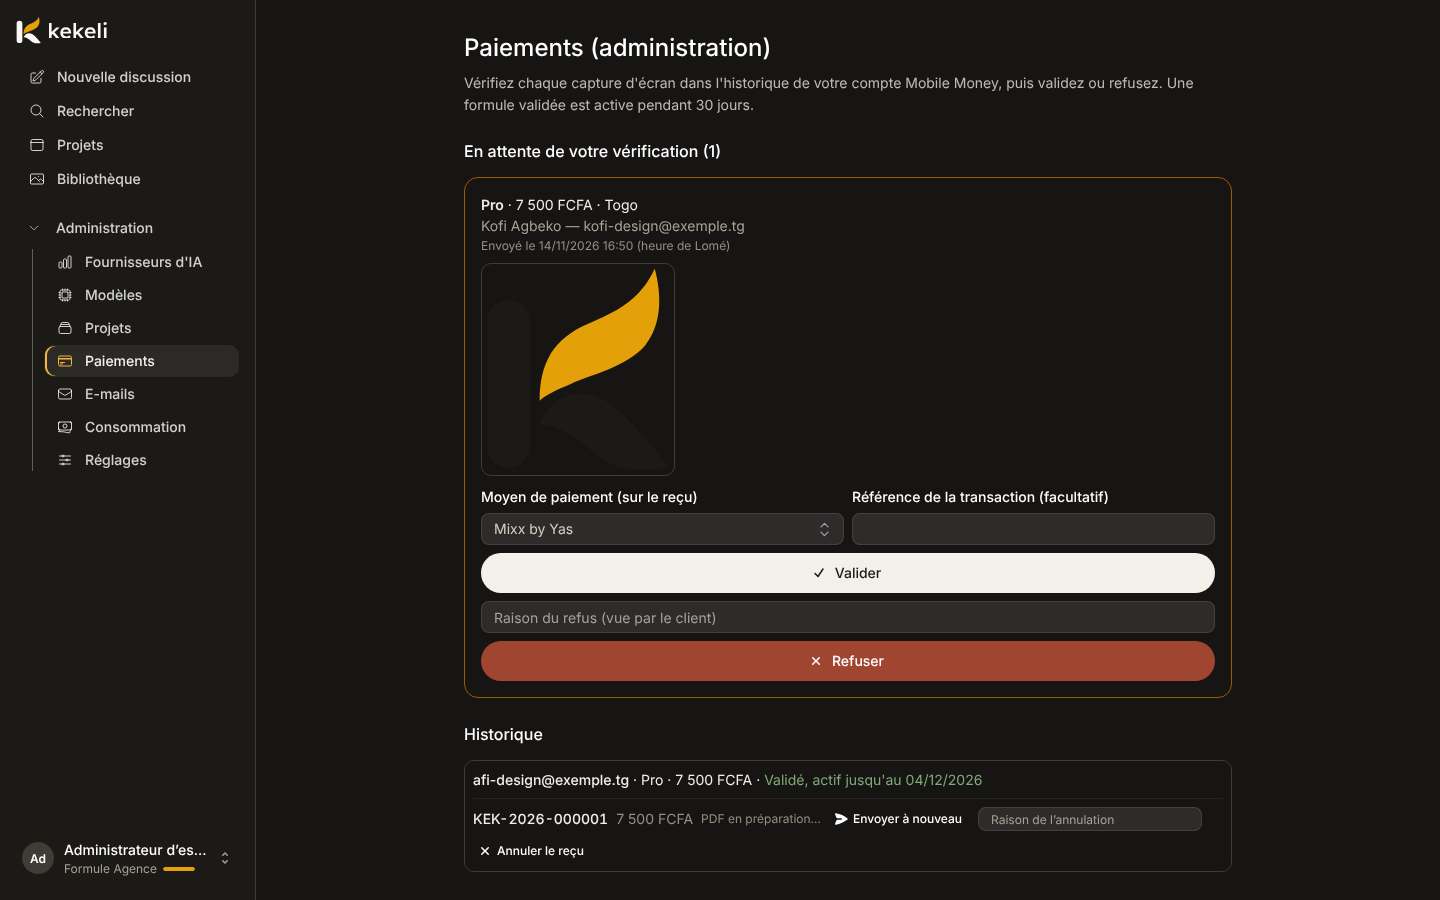 kekeli
Nouvelle discussion
Rechercher
Projets
Bibliothèque
Administration
Fournisseurs d'IA
Modèles
Projets
Paiements
E-mails
Consommation
Réglages
Ad
Administrateur d'es...
Formule Agence
Paiements (administration)
Vérifiez chaque capture d'écran dans l'historique de votre compte Mobile Money, puis validez ou refusez. Une
formule validée est active pendant 30 jours.
En attente de votre vérification (1)
Pro · 7 500 FCFA · Togo
Kofi Agbeko — kofi-design@exemple.tg
Envoyé le 14/11/2026 16:50 (heure de Lomé)
Moyen de paiement (sur le reçu)
Référence de la transaction (facultatif)
Mixx by Yas
Valider
Raison du refus (vue par le client)
Refuser
Historique
afi-design@exemple.tg · Pro · 7 500 FCFA · Validé, actif jusqu'au 04/12/2026
KEK-2026-000001 7 500 FCFA PDF en préparation... Envoyer à nouveau Raison de l'annulation
Annuler le reçu